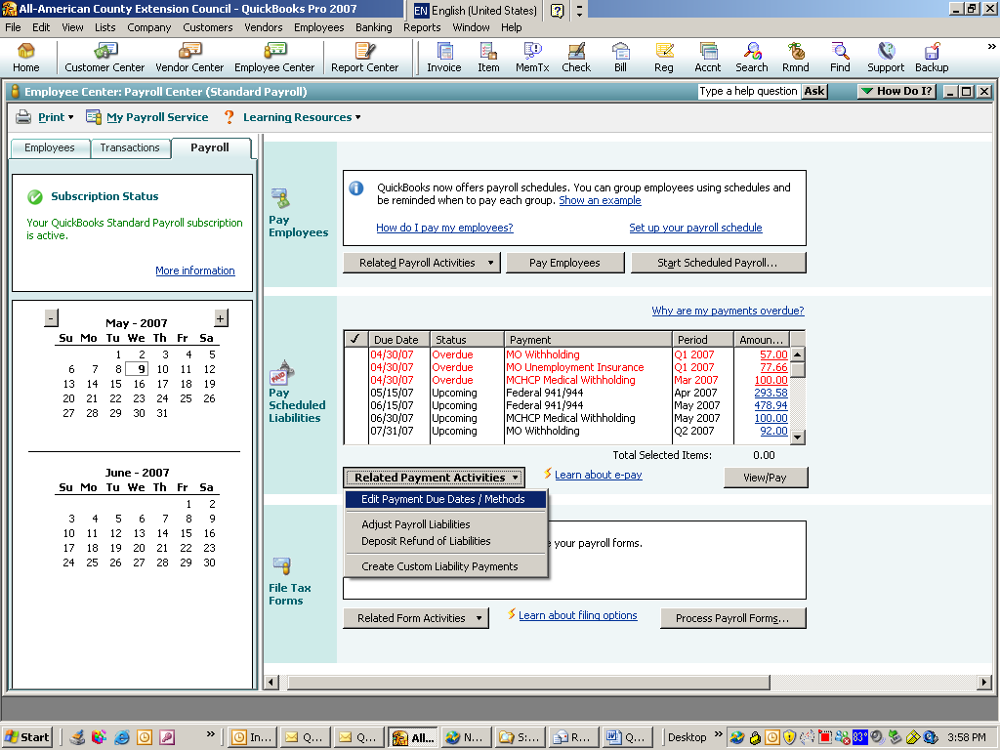 All-American County Extension Council - QuickBooks Pro 2007
EN English (United States)
File Edit View Lists Company Customers Vendors Employees Banking Reports Window Help
Home Customer Center Vendor Center Employee Center Report Center Invoice Item MemTx Check Bill Reg Accnt Search Rmnd Find Support Backup
Employee Center: Payroll Center (Standard Payroll) Type a help question Ask How Do I?
Print My Payroll Service ? Learning Resources
Employees Transactions Payroll
Subscription Status
Your QuickBooks Standard Payroll subscription
is active.
More information
- May - 2007 +
Su Mo Tu We Th Fr Sa
1 2 3 4 5
6 7 8 9 10 11 12
13 14 15 16 17 18 19
20 21 22 23 24 25 26
27 28 29 30 31
June - 2007
Su Mo Tu We Th Fr Sa
1 2
3 4 5 6 7 8 9
10 11 12 13 14 15 16
17 18 19 20 21 22 23
24 25 26 27 28 29 30
Pay
Employees
QuickBooks now offers payroll schedules. You can group employees using schedules and
be reminded when to pay each group. Show an example
How do I pay my employees? Set up your payroll schedule
Related Payroll Activities Pay Employees Start Scheduled Payroll...
Why are my payments overdue?
PAID
Pay
Scheduled
Liabilities
✓ Due Date Status Payment Period Amoun...
04/30/07 Overdue MO Withholding Q1 2007 57.00
04/30/07 Overdue MO Unemployment Insurance Q1 2007 77.66
04/30/07 Overdue MCHCP Medical Withholding Mar 2007 100.00
05/15/07 Upcoming Federal 941/944 Apr 2007 293.58
06/15/07 Upcoming Federal 941/944 May 2007 478.94
06/30/07 Upcoming MCHCP Medical Withholding May 2007 100.00
07/31/07 Upcoming MO Withholding Q2 2007 92.00
Total Selected Items: 0.00
Related Payment Activities Learn about e-pay View/Pay
Edit Payment Due Dates / Methods
Adjust Payroll Liabilities
Deposit Refund of Liabilities
Create Custom Liability Payments
e your payroll forms.
File Tax
Forms
Related Form Activities Learn about filing options Process Payroll Forms...
Start In... Q... Q... All... N... S:... R... Q... Desktop 83° 3:58 PM